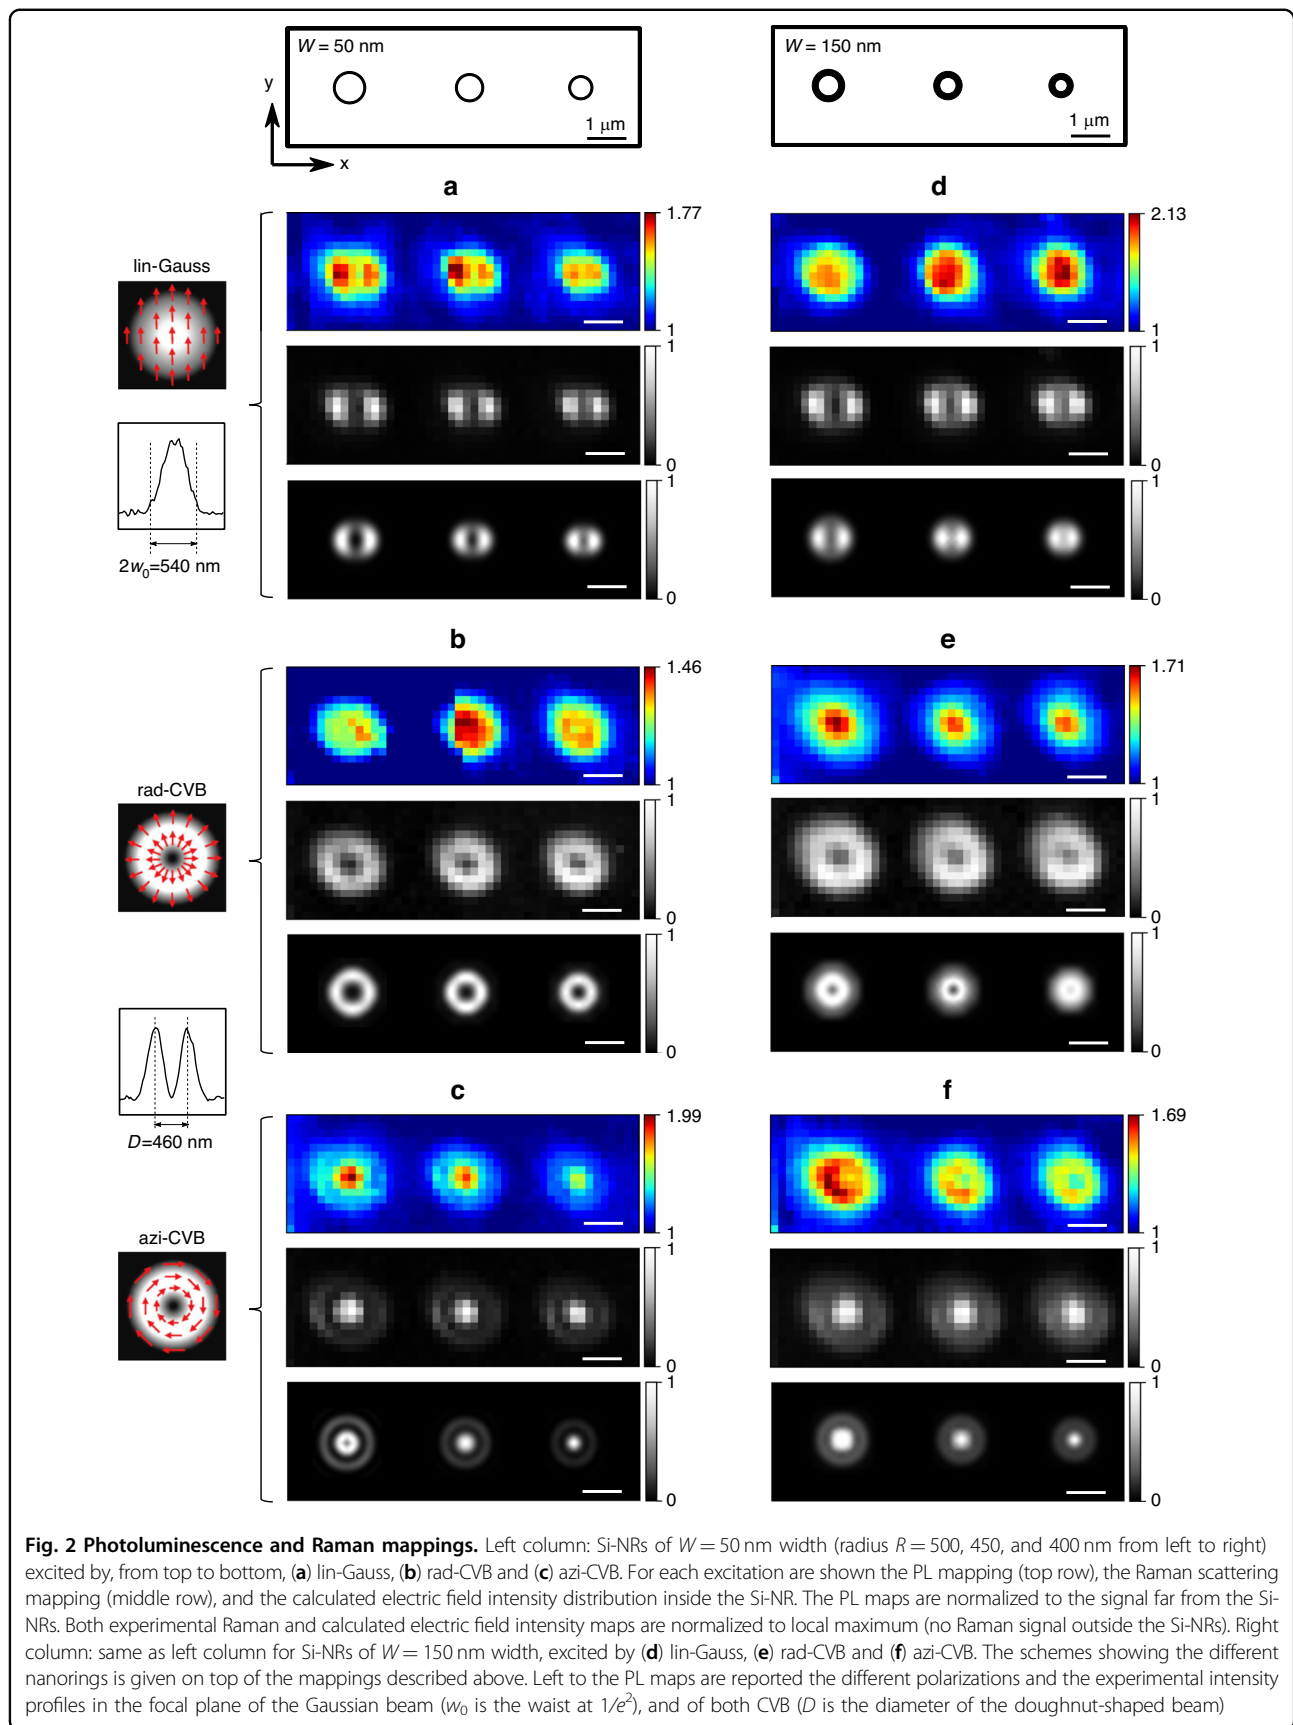 W = 50 nm
1 μm
W = 150 nm
1 μm
y
x
a
d
lin-Gauss
1.77
1
1
0
1
0
2.13
1
1
0
1
0
2w0=540 nm
b
e
rad-CVB
1.46
1
1
0
1
0
1.71
1
1
0
1
0
D=460 nm
c
f
azi-CVB
1.99
1
1
0
1
0
1.69
1
1
0
1
0
Fig. 2 Photoluminescence and Raman mappings. Left column: Si-NRs of W = 50 nm width (radius R = 500, 450, and 400 nm from left to right)
excited by, from top to bottom, (a) lin-Gauss, (b) rad-CVB and (c) azi-CVB. For each excitation are shown the PL mapping (top row), the Raman scattering
mapping (middle row), and the calculated electric field intensity distribution inside the Si-NR. The PL maps are normalized to the signal far from the Si-
NRs. Both experimental Raman and calculated electric field intensity maps are normalized to local maximum (no Raman signal outside the Si-NRs). Right
column: same as left column for Si-NRs of W = 150 nm width, excited by (d) lin-Gauss, (e) rad-CVB and (f) azi-CVB. The schemes showing the different
nanorings is given on top of the mappings described above. Left to the PL maps are reported the different polarizations and the experimental intensity
profiles in the focal plane of the Gaussian beam (w0 is the waist at 1/e2), and of both CVB (D is the diameter of the doughnut-shaped beam)